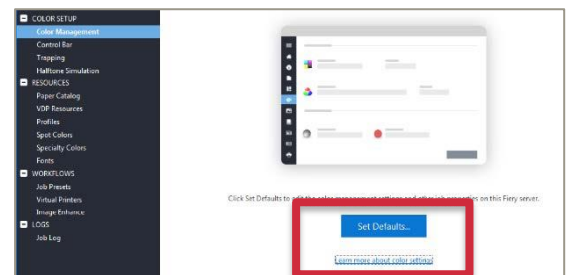 COLOR SETUP
Color Management
Control Bar
Trapping
Halftone Simulation
RESOURCES
Paper Catalog
VDP Resources
Profiles
Spot Colors
Specialty Colors
Fonts
WORKFLOWS
Job Presets
Virtual Printers
Image Enhance
LOGS
Job Log
Click Set Defaults to edit the color management settings and other job properties on this Fiery server.
Set Defaults...
Learn more about color settings